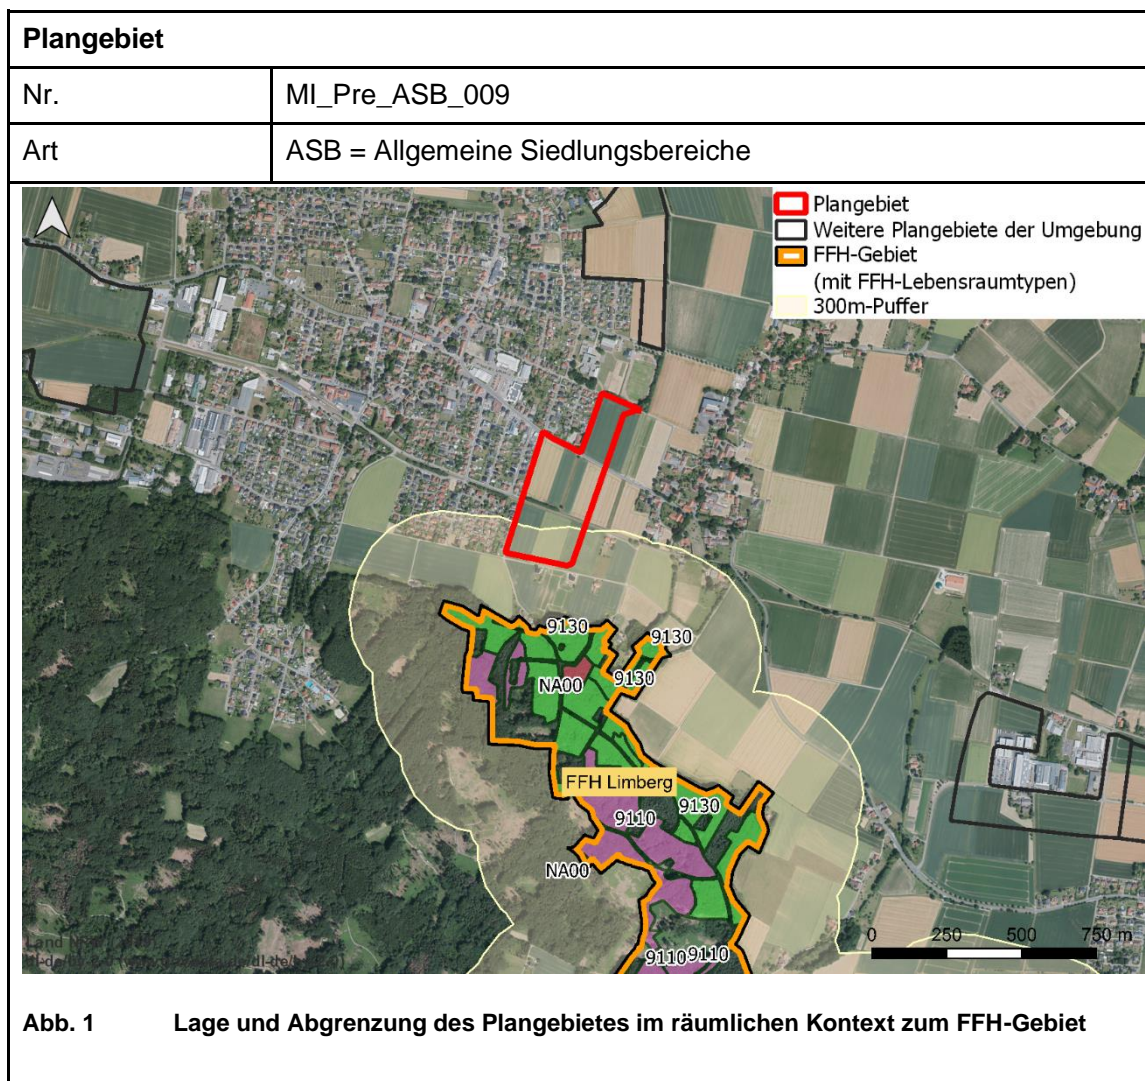 Plangebiet
Nr. MI_Pre_ASB_009
Art ASB = Allgemeine Siedlungsbereiche
Plangebiet
Weitere Plangebiete der Umgebung
FFH-Gebiet
(mit FFH-Lebensraumtypen)
300m-Puffer
9130
9130
9130
NA00
FFH Limberg
9130
9110
NA00
Land
0 250 500 750 m
9110 9110
Abb. 1 Lage und Abgrenzung des Plangebietes im räumlichen Kontext zum FFH-Gebiet